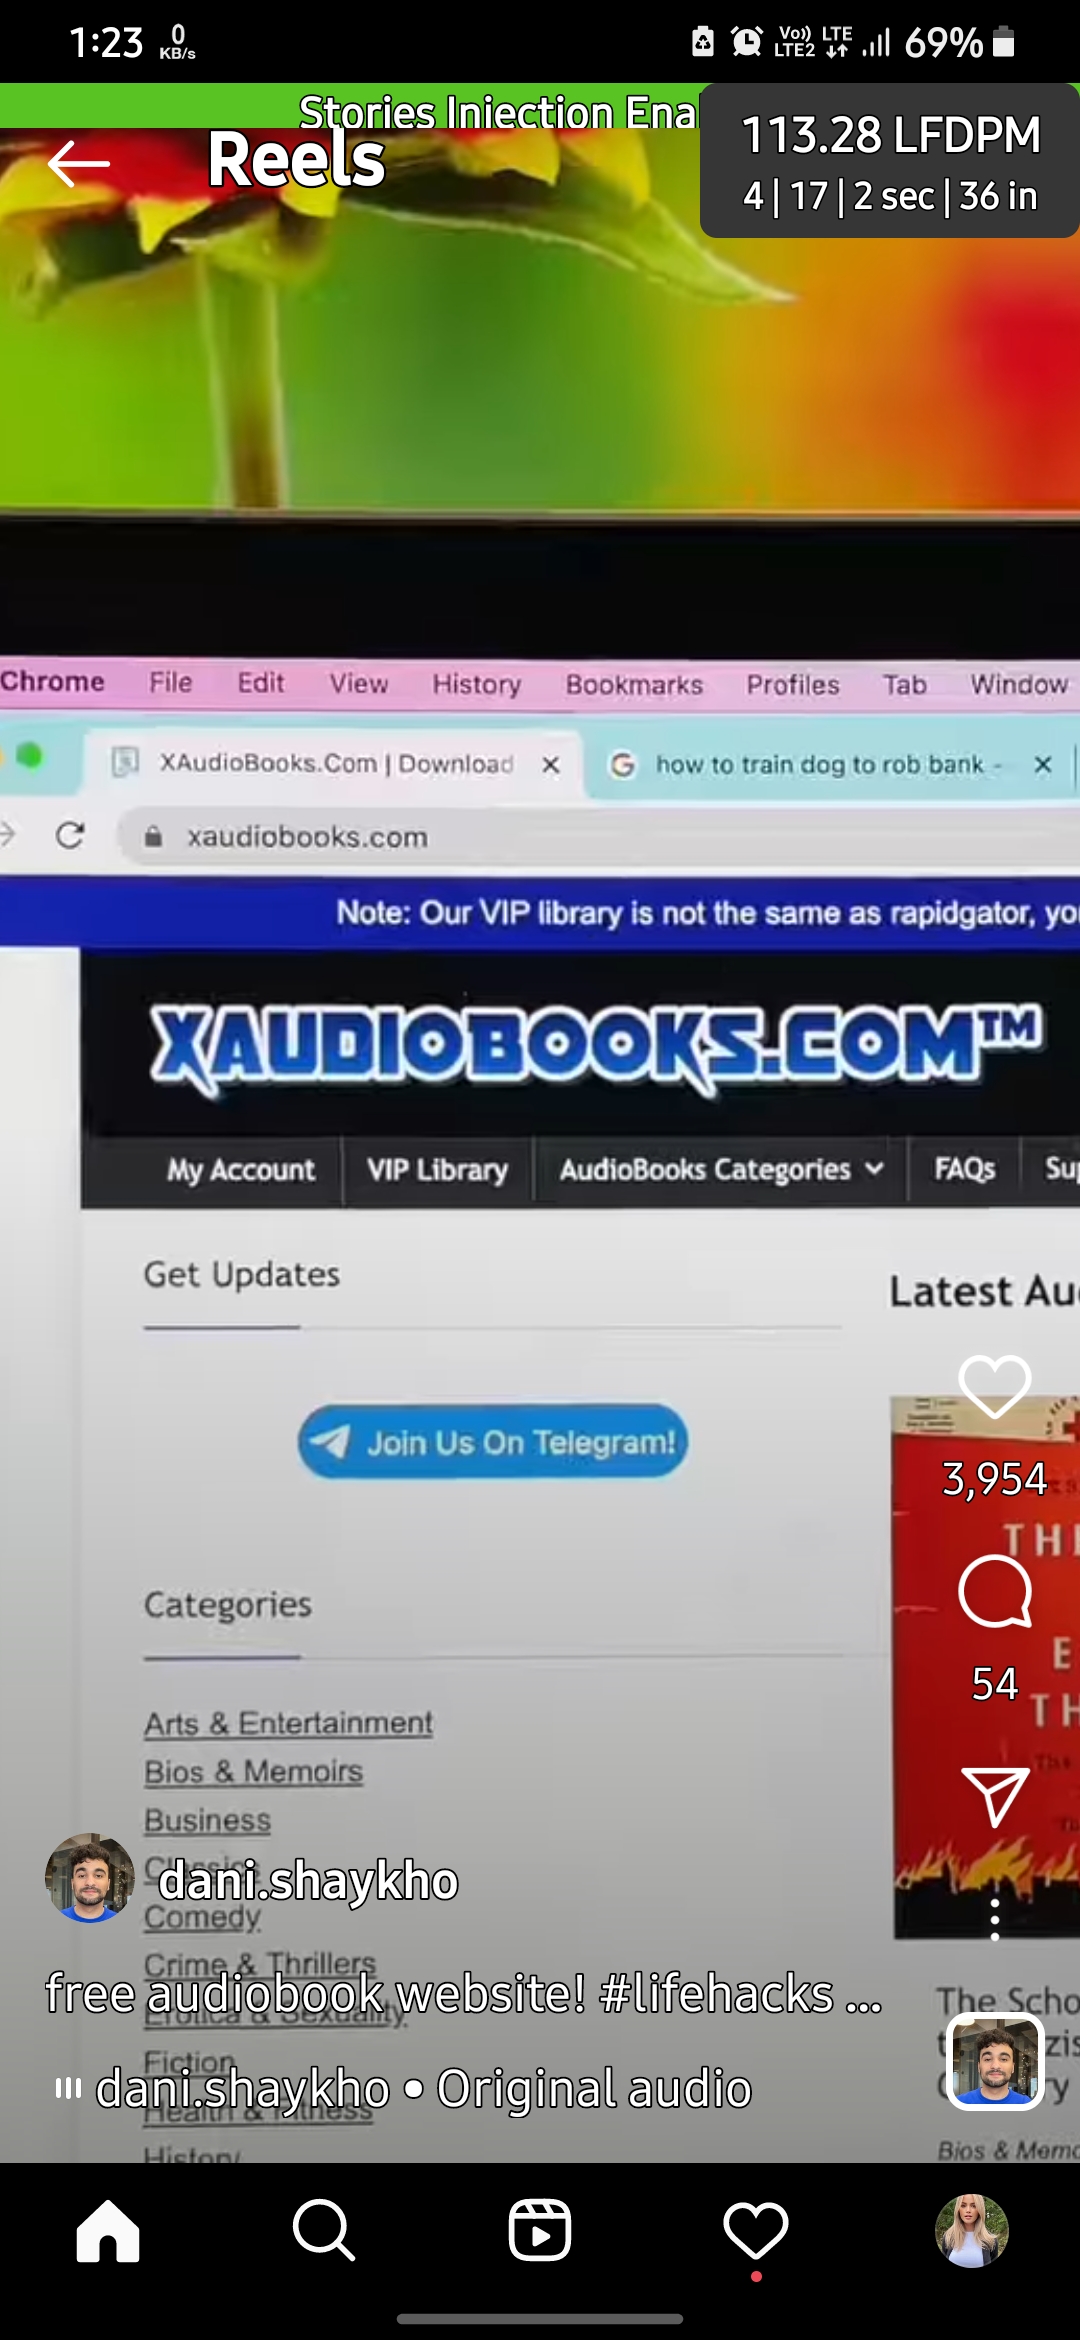 1:23 0 KB/s Vo)) LTE2 LTE 69%
Stories Injection Ena
113.28 LFDPM
Reels
4 | 17 | 2 sec | 36 in
Chrome File Edit View History Bookmarks Profiles Tab Window
XAudioBooks.Com | Download × how to train dog to rob bank - ×
xaudiobooks.com
Note: Our VIP library is not the same as rapidgator, yo
XAUDIOBOOKS.COM™
My Account VIP Library AudioBooks Categories FAQs Sup
Get Updates
Latest Au
Join Us On Telegram!
3,954
TH
Categories
E
54
TH
Arts & Entertainment
Bios & Memoirs
Business
Classics
dani.shaykho
Comedy
Crime & Thrillers
free audiobook website! #lifehacks ...
Erotica & Sexuality
The Scho
Fiction
dani.shaykho • Original audio
Health & Fitness
History
Bios & Memo